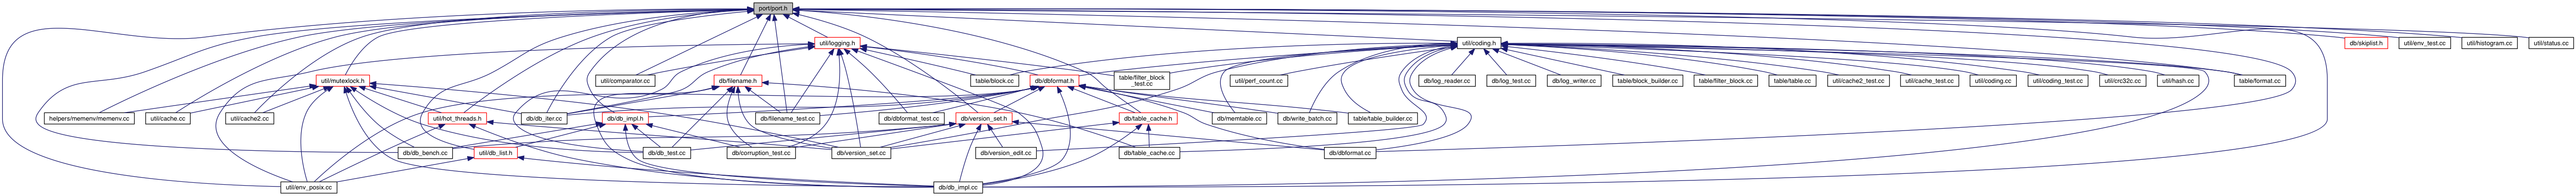 port/port.h
util/logging.h
util/coding.h
db/skiplist.h
util/env_test.cc
util/histogram.cc
util/status.cc
util/mutexlock.h
util/comparator.cc
db/filename.h
table/block.cc
db/dbformat.h
table/filter_block
_test.cc
util/perf_count.cc
db/log_reader.cc
db/log_test.cc
db/log_writer.cc
table/block_builder.cc
table/filter_block.cc
table/table.cc
util/cache2_test.cc
util/cache_test.cc
util/coding.cc
util/coding_test.cc
util/crc32c.cc
util/hash.cc
table/format.cc
helpers/memenv/memenv.cc
util/cache.cc
util/cache2.cc
util/hot_threads.h
db/db_iter.cc
db/db_impl.h
db/filename_test.cc
db/dbformat_test.cc
db/version_set.h
db/table_cache.h
db/memtable.cc
db/write_batch.cc
table/table_builder.cc
db/db_bench.cc
util/db_list.h
db/db_test.cc
db/corruption_test.cc
db/version_set.cc
db/version_edit.cc
db/table_cache.cc
db/dbformat.cc
util/env_posix.cc
db/db_impl.cc